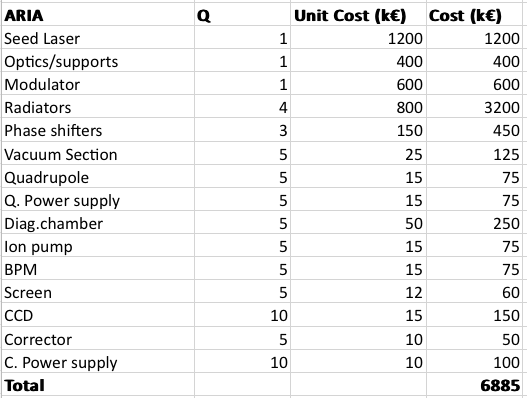 ARIA Q Unit Cost (k€) Cost (k€)
Seed Laser 1 1200 1200
Optics/supports 1 400 400
Modulator 1 600 600
Radiators 4 800 3200
Phase shifters 3 150 450
Vacuum Section 5 25 125
Quadrupole 5 15 75
Q. Power supply 5 15 75
Diag.chamber 5 50 250
Ion pump 5 15 75
BPM 5 15 75
Screen 5 12 60
CCD 10 15 150
Corrector 5 10 50
C. Power supply 10 10 100
Total 6885